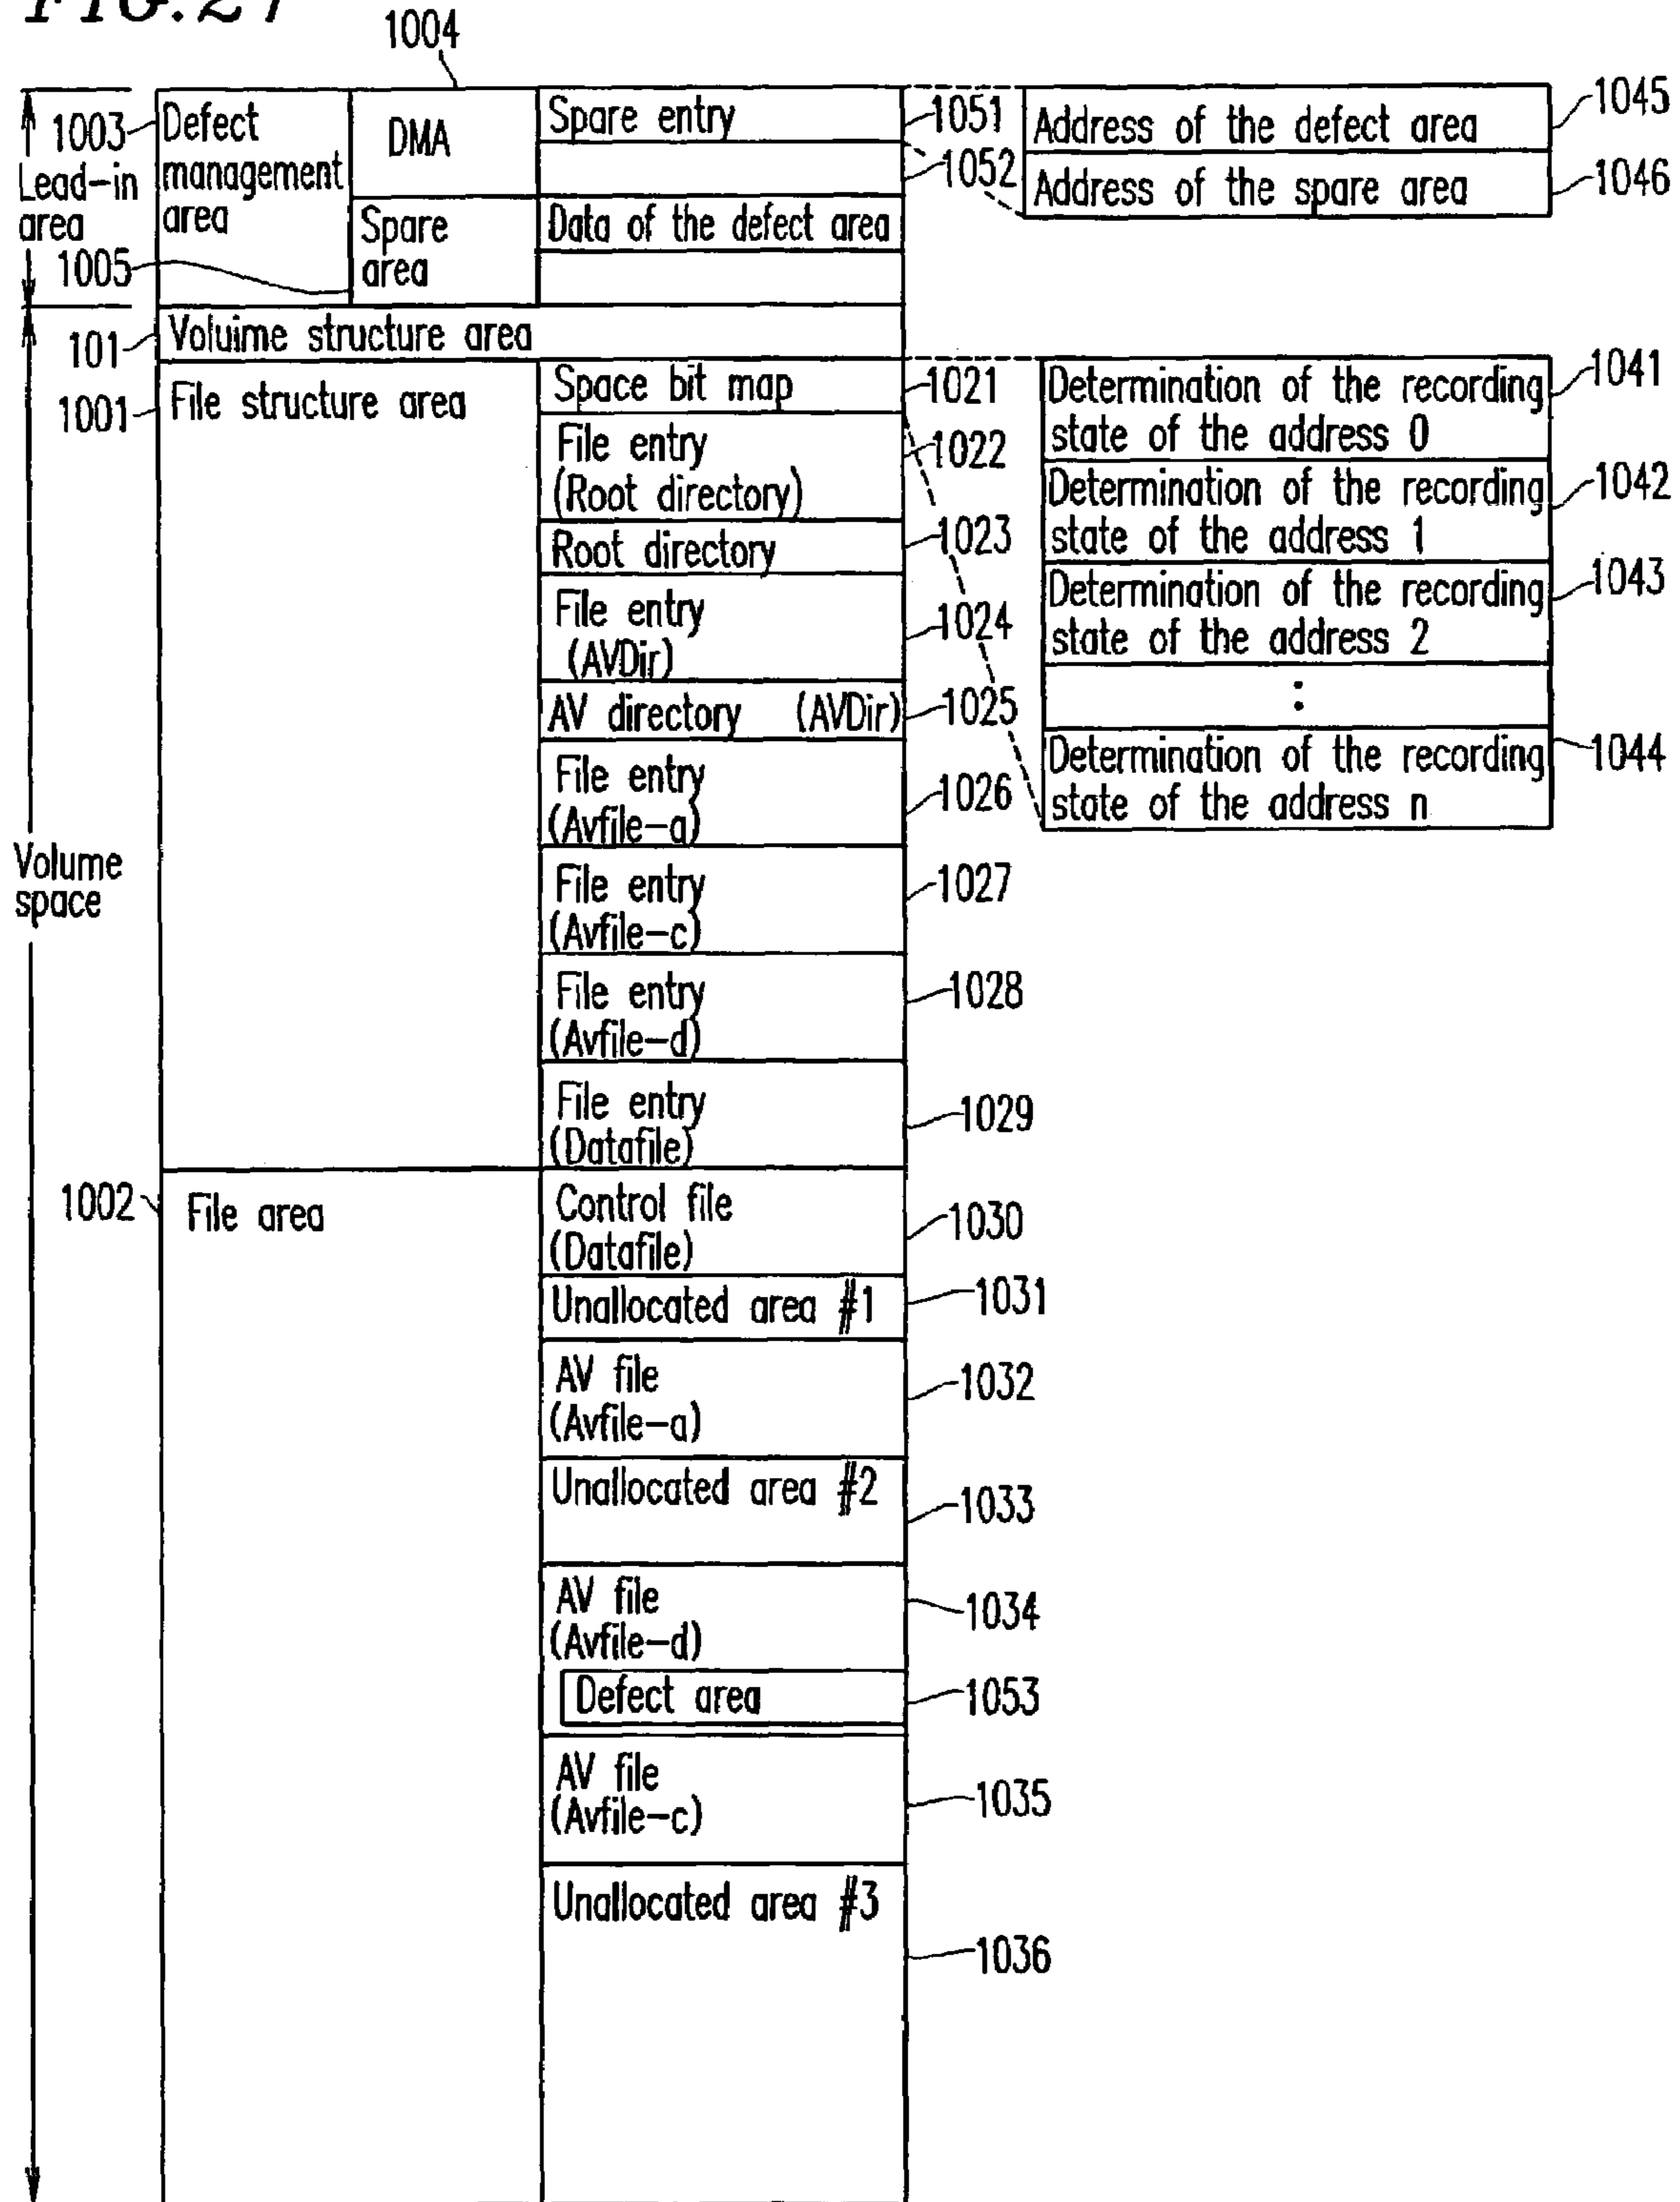 FIG. 27
1004
1003
Lead-in
area
1005
Defect
management
area
DMA
Spare
area
Spare entry
Data of the defect area
1051
1052
Address of the defect area
Address of the spare area
1045
1046
101
Voluime structure area
1001
File structure area
Space bit map
1021
File entry
(Root directory)
1022
Root directory
1023
File entry
(AVDir)
1024
AV directory (AVDir)
1025
File entry
(Avfile-a)
1026
File entry
(Avfile-c)
1027
File entry
(Avfile-d)
1028
File entry
(Datafile)
1029
Determination of the recording
state of the address 0
1041
Determination of the recording
state of the address 1
1042
Determination of the recording
state of the address 2
1043
:
Determination of the recording
state of the address n
1044
Volume
space
1002
File area
Control file
(Datafile)
1030
Unallocated area #1
1031
AV file
(Avfile-a)
1032
Unallocated area #2
1033
AV file
(Avfile-d)
1034
Defect area
1053
AV file
(Avfile-c)
1035
Unallocated area #3
1036